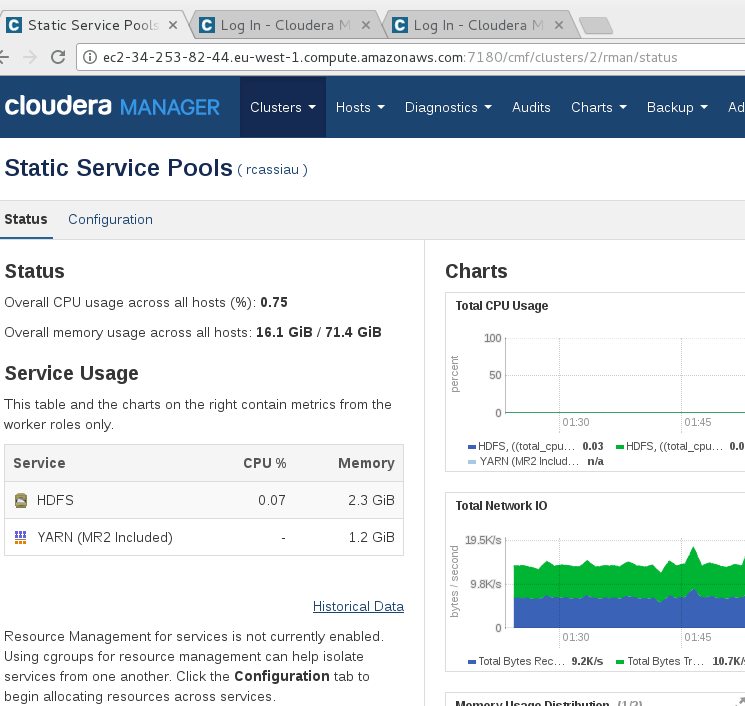 Static Service Pools × Log In - Cloudera M × Log In - Cloudera M ×
ec2-34-253-82-44.eu-west-1.compute.amazonaws.com:7180/cmf/clusters/2/rman/status
cloudera MANAGER Clusters Hosts Diagnostics Audits Charts Backup Ad
Static Service Pools ( rcassiau )
Status Configuration
Status
Overall CPU usage across all hosts (%): 0.75
Overall memory usage across all hosts: 16.1 GiB / 71.4 GiB
Service Usage
This table and the charts on the right contain metrics from the
worker roles only.
Service CPU % Memory
HDFS 0.07 2.3 GiB
YARN (MR2 Included) - 1.2 GiB
Historical Data
Resource Management for services is not currently enabled.
Using cgroups for resource management can help isolate
services from one another. Click the Configuration tab to
begin allocating resources across services.
Charts
Total CPU Usage
percent
100
50
0
01:30 01:45
HDFS, ((total_cpu... 0.03 HDFS, ((total_cpu... 0.0
YARN (MR2 Includ... n/a
Total Network IO
bytes / second
19.5K/s
9.8K/s
0
01:30 01:45
Total Bytes Rec... 9.2K/s Total Bytes Tr... 10.7K/
Memory Usage Distribution (1/2)